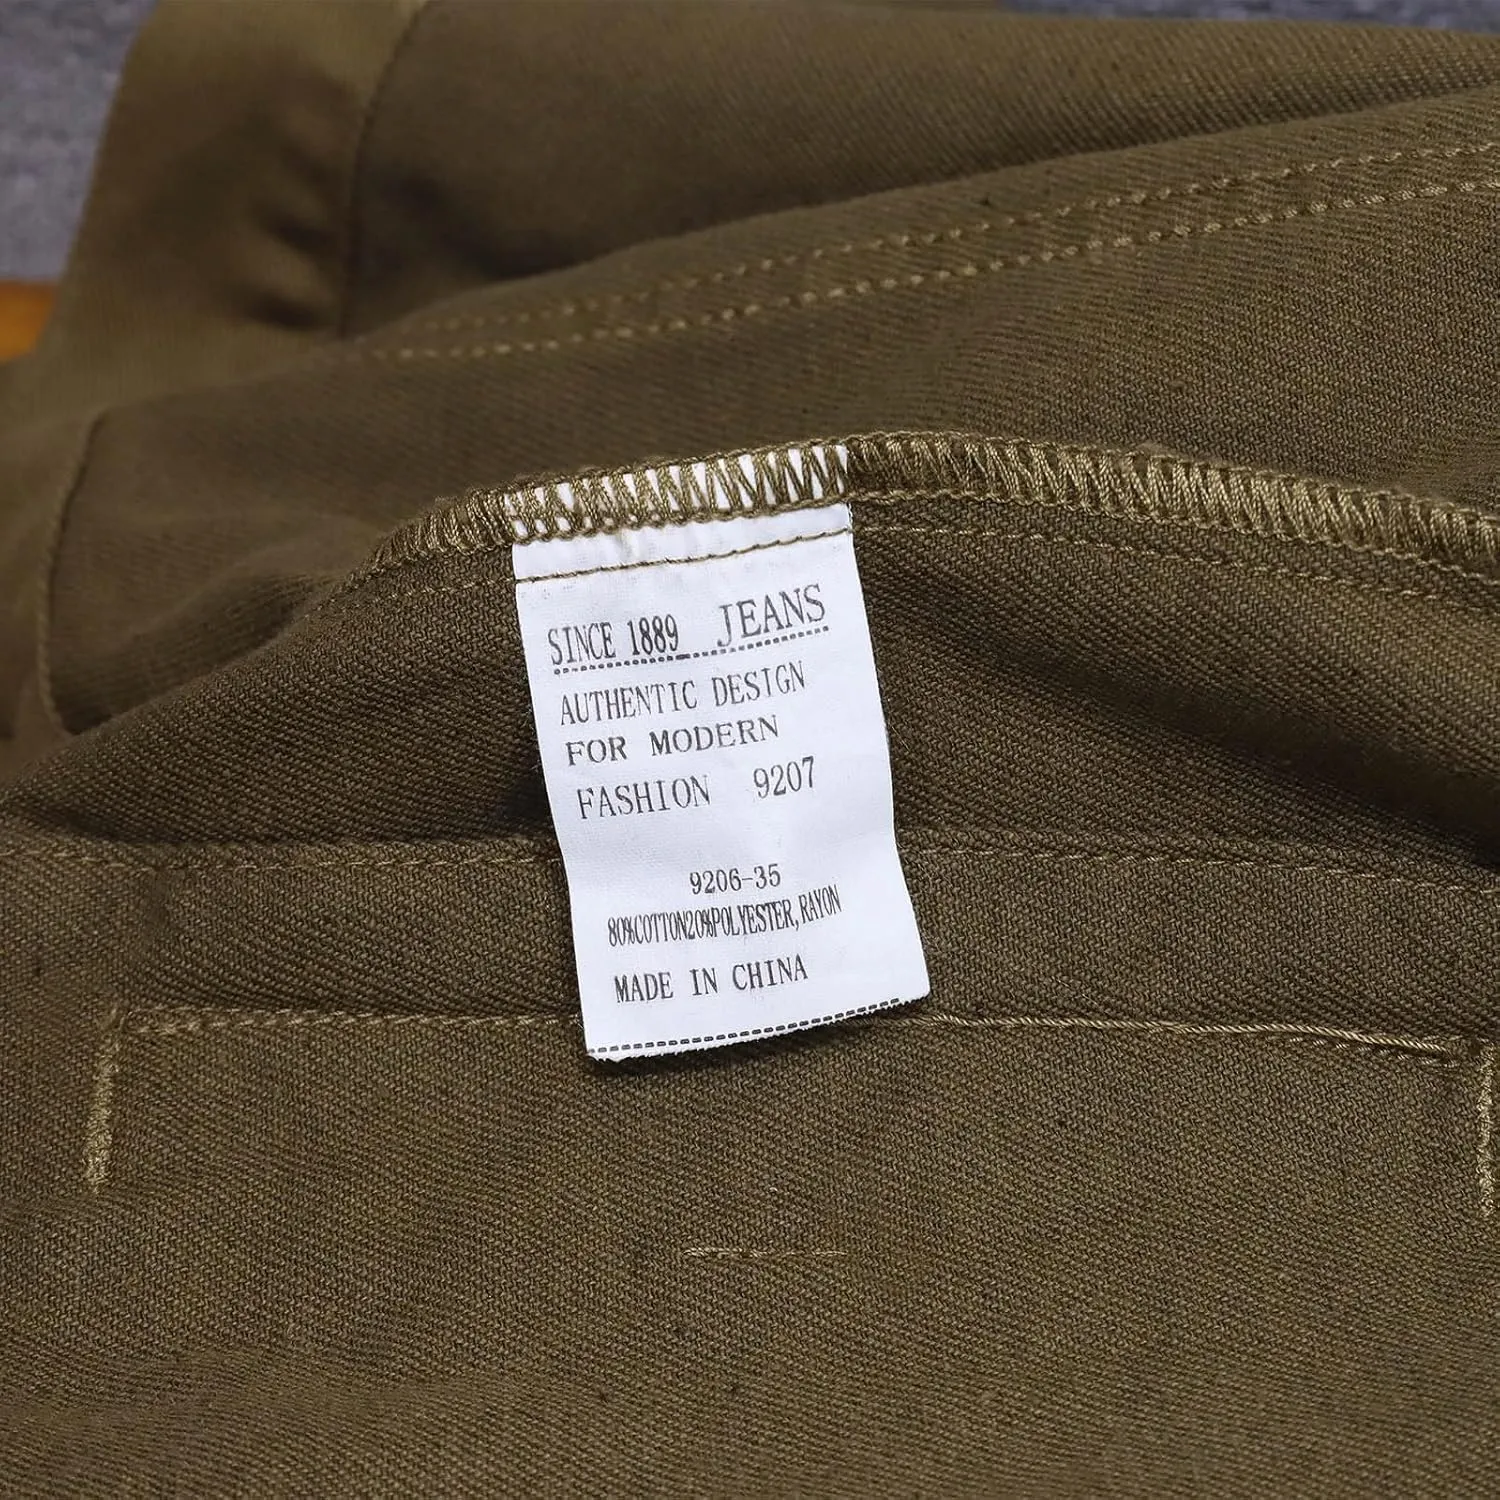 SINCE 1889 JEANS
AUTHENTIC DESIGN
FOR MODERN
FASHION 9207
9206-35
80%COTTON20%POLYESTER,RAYON
MADE IN CHINA